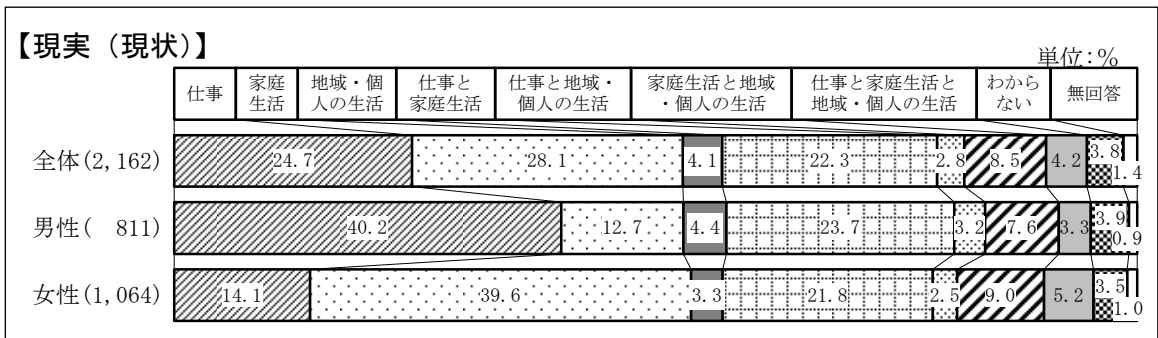 【現実（現状）】
単位：%
仕事 家庭生活 地域・個人の生活 仕事と家庭生活 仕事と地域・個人の生活 家庭生活と地域・個人の生活 仕事と家庭生活と地域・個人の生活 わからない 無回答
全体(2,162) 24.7 28.1 4.1 22.3 2.8 8.5 4.2 3.8 1.4
男性( 811) 40.2 12.7 4.4 23.7 3.2 7.6 3.3 3.9 0.9
女性(1,064) 14.1 39.6 3.3 21.8 2.5 9.0 5.2 3.5 1.0